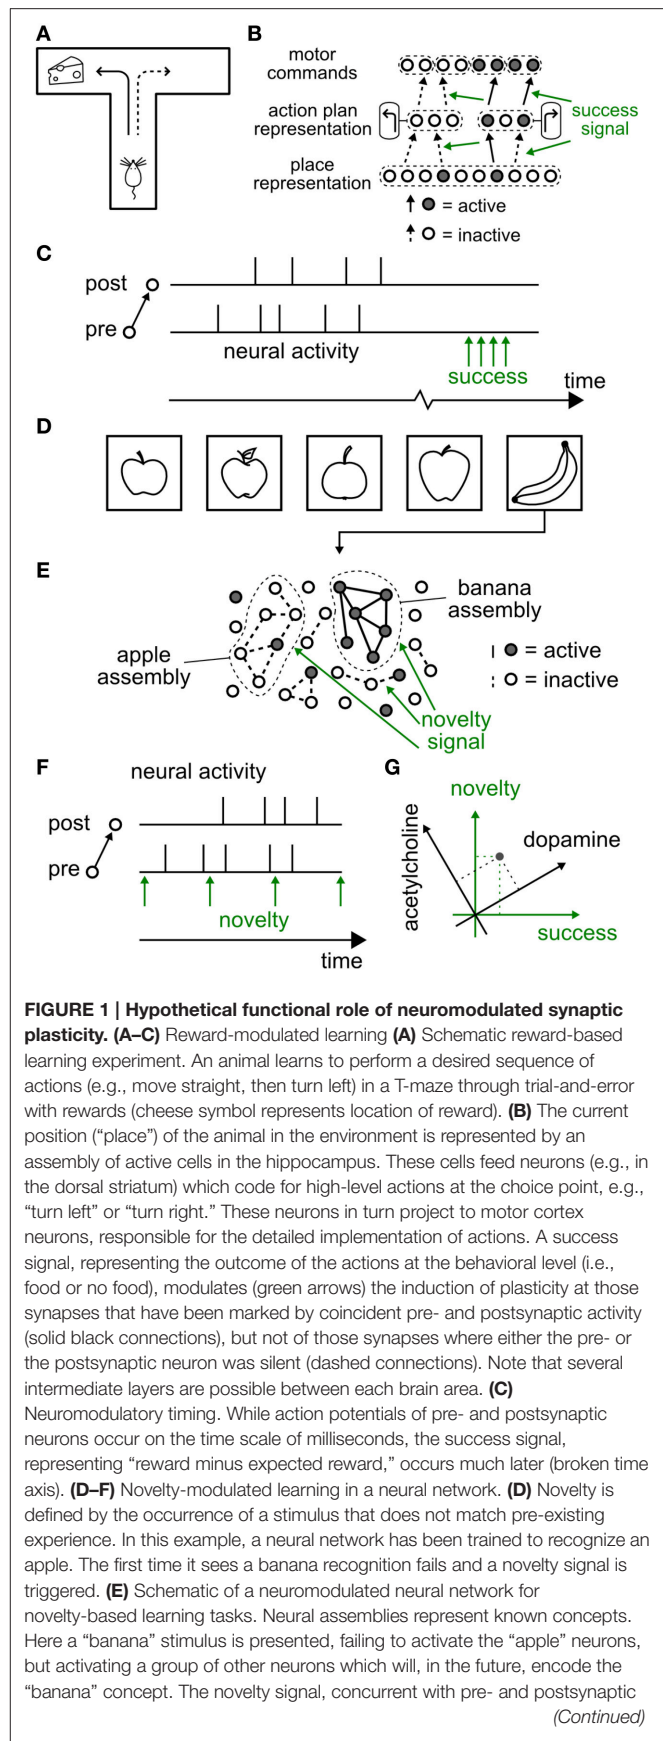 A
B
motor
commands
action plan
representation
success
signal
place
representation
= active
= inactive
C
post
pre
neural activity
success
time
D
E
banana
assembly
apple
assembly
= active
= inactive
novelty
signal
F
neural activity
post
pre
novelty
time
G
novelty
acetylcholine
dopamine
success
FIGURE 1 | Hypothetical functional role of neuromodulated synaptic
plasticity. (A–C) Reward-modulated learning (A) Schematic reward-based
learning experiment. An animal learns to perform a desired sequence of
actions (e.g., move straight, then turn left) in a T-maze through trial-and-error
with rewards (cheese symbol represents location of reward). (B) The current
position (“place”) of the animal in the environment is represented by an
assembly of active cells in the hippocampus. These cells feed neurons (e.g., in
the dorsal striatum) which code for high-level actions at the choice point, e.g.,
“turn left” or “turn right.” These neurons in turn project to motor cortex
neurons, responsible for the detailed implementation of actions. A success
signal, representing the outcome of the actions at the behavioral level (i.e.,
food or no food), modulates (green arrows) the induction of plasticity at those
synapses that have been marked by coincident pre- and postsynaptic activity
(solid black connections), but not of those synapses where either the pre- or
the postsynaptic neuron was silent (dashed connections). Note that several
intermediate layers are possible between each brain area. (C)
Neuromodulatory timing. While action potentials of pre- and postsynaptic
neurons occur on the time scale of milliseconds, the success signal,
representing “reward minus expected reward,” occurs much later (broken time
axis). (D–F) Novelty-modulated learning in a neural network. (D) Novelty is
defined by the occurrence of a stimulus that does not match pre-existing
experience. In this example, a neural network has been trained to recognize an
apple. The first time it sees a banana recognition fails and a novelty signal is
triggered. (E) Schematic of a neuromodulated neural network for
novelty-based learning tasks. Neural assemblies represent known concepts.
Here a “banana” stimulus is presented, failing to activate the “apple” neurons,
but activating a group of other neurons which will, in the future, encode the
“banana” concept. The novelty signal, concurrent with pre- and postsynaptic
(Continued)